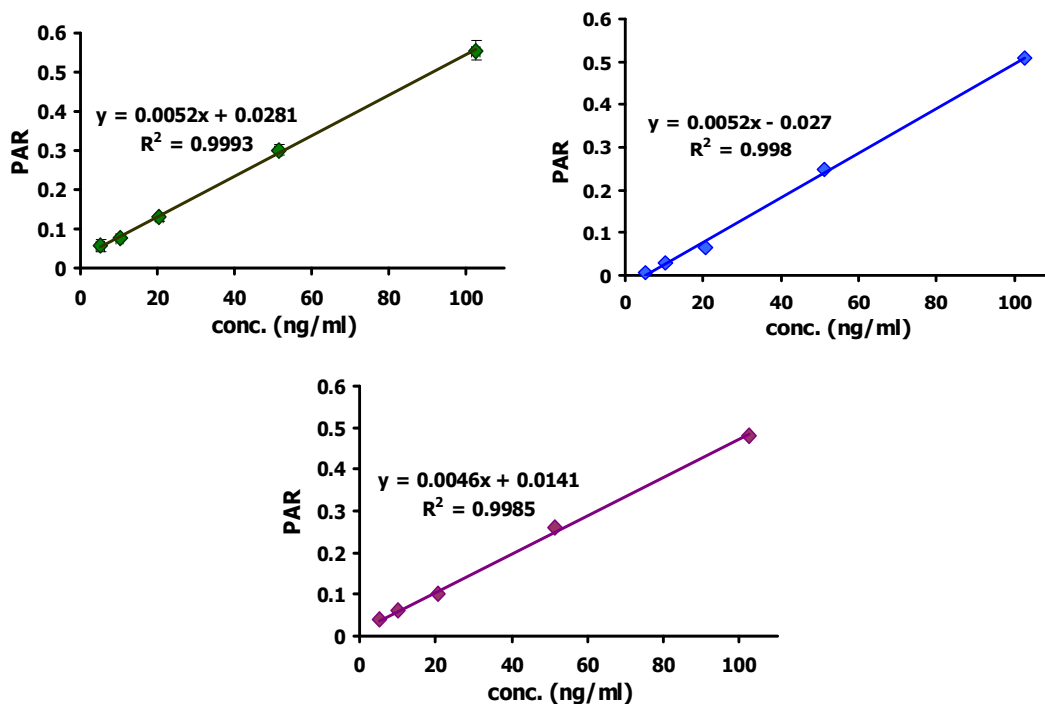 0.6
0.5
0.4
0.3
0.2
0.1
0
PAR
y = 0.0052x + 0.0281
R² = 0.9993
0 20 40 60 80 100
conc. (ng/ml)
0.6
0.5
0.4
0.3
0.2
0.1
0
PAR
y = 0.0052x - 0.027
R² = 0.998
0 20 40 60 80 100
conc. (ng/ml)
0.6
0.5
0.4
0.3
0.2
0.1
0
PAR
y = 0.0046x + 0.0141
R² = 0.9985
0 20 40 60 80 100
conc. (ng/ml)